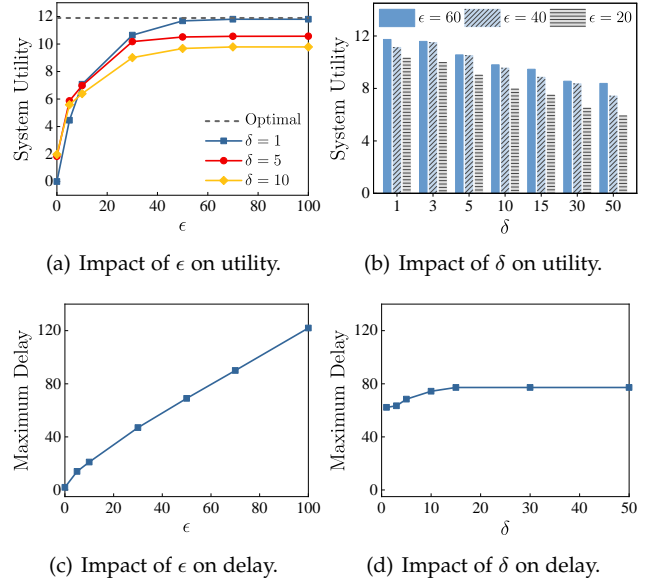 12
10
8
6
4
2
0
System Utility
Optimal
δ = 1
δ = 5
δ = 10
0 20 40 60 80 100
ϵ
(a) Impact of ϵ on utility.
ϵ = 60 ϵ = 40 ϵ = 20
12
8
4
0
System Utility
1 3 5 10 15 30 50
δ
(b) Impact of δ on utility.
120
80
40
0
Maximum Delay
0 20 40 60 80 100
ϵ
(c) Impact of ϵ on delay.
120
80
40
0
Maximum Delay
0 10 20 30 40 50
δ
(d) Impact of δ on delay.